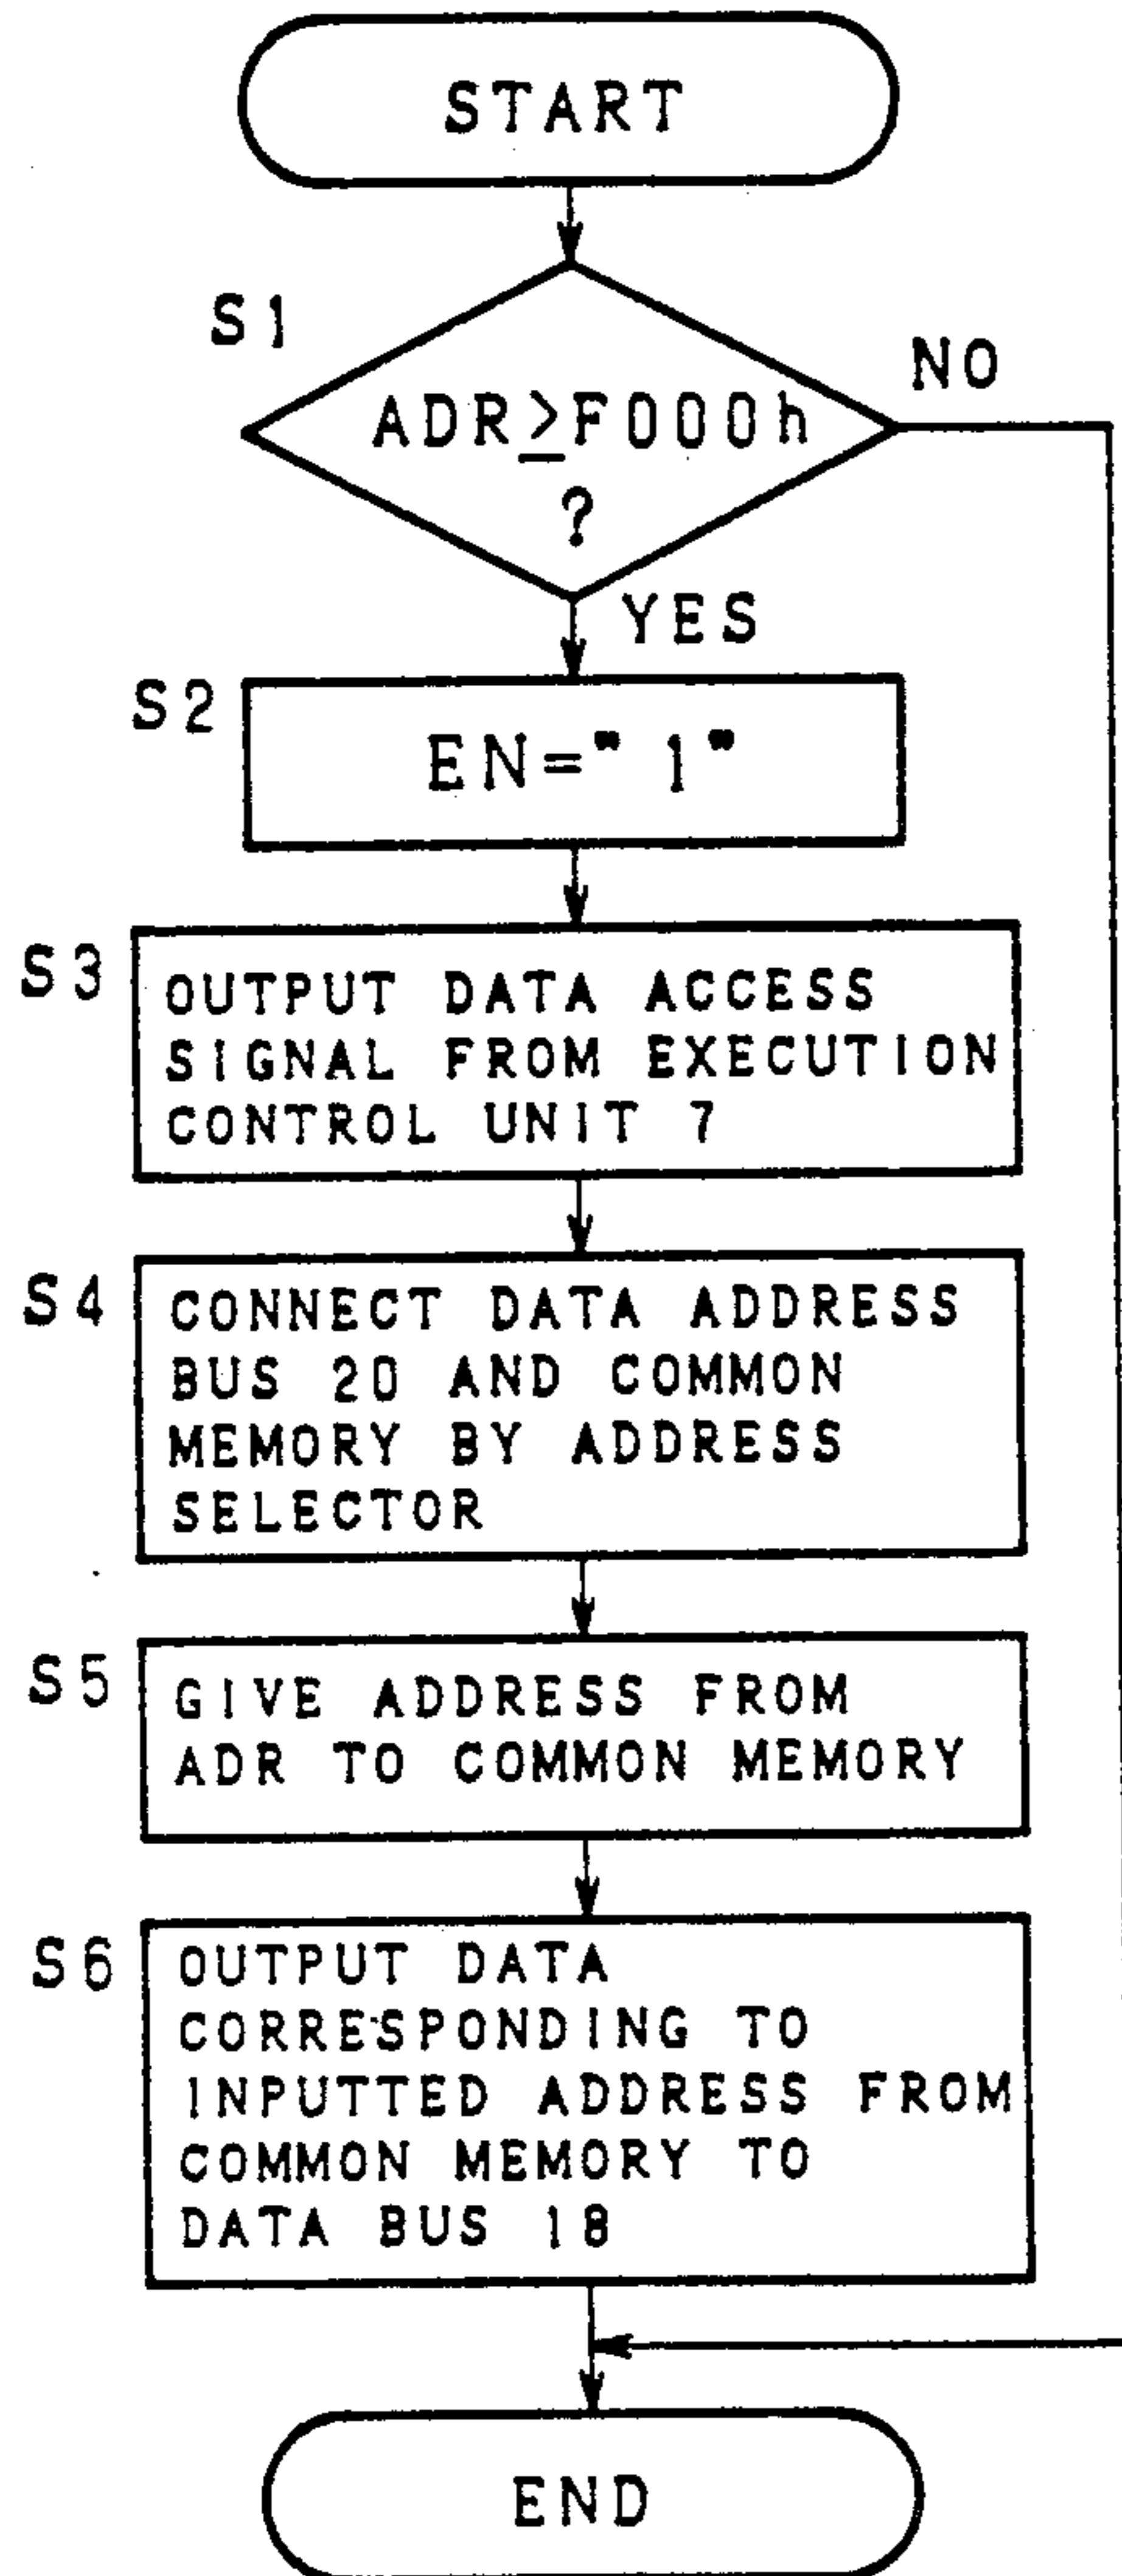 START
S1
ADR≥F000h
?
NO
YES
S2
EN="1"
S3
OUTPUT DATA ACCESS
SIGNAL FROM EXECUTION
CONTROL UNIT 7
S4
CONNECT DATA ADDRESS
BUS 20 AND COMMON
MEMORY BY ADDRESS
SELECTOR
S5
GIVE ADDRESS FROM
ADR TO COMMON MEMORY
S6
OUTPUT DATA
CORRESPONDING TO
INPUTTED ADDRESS FROM
COMMON MEMORY TO
DATA BUS 18
END